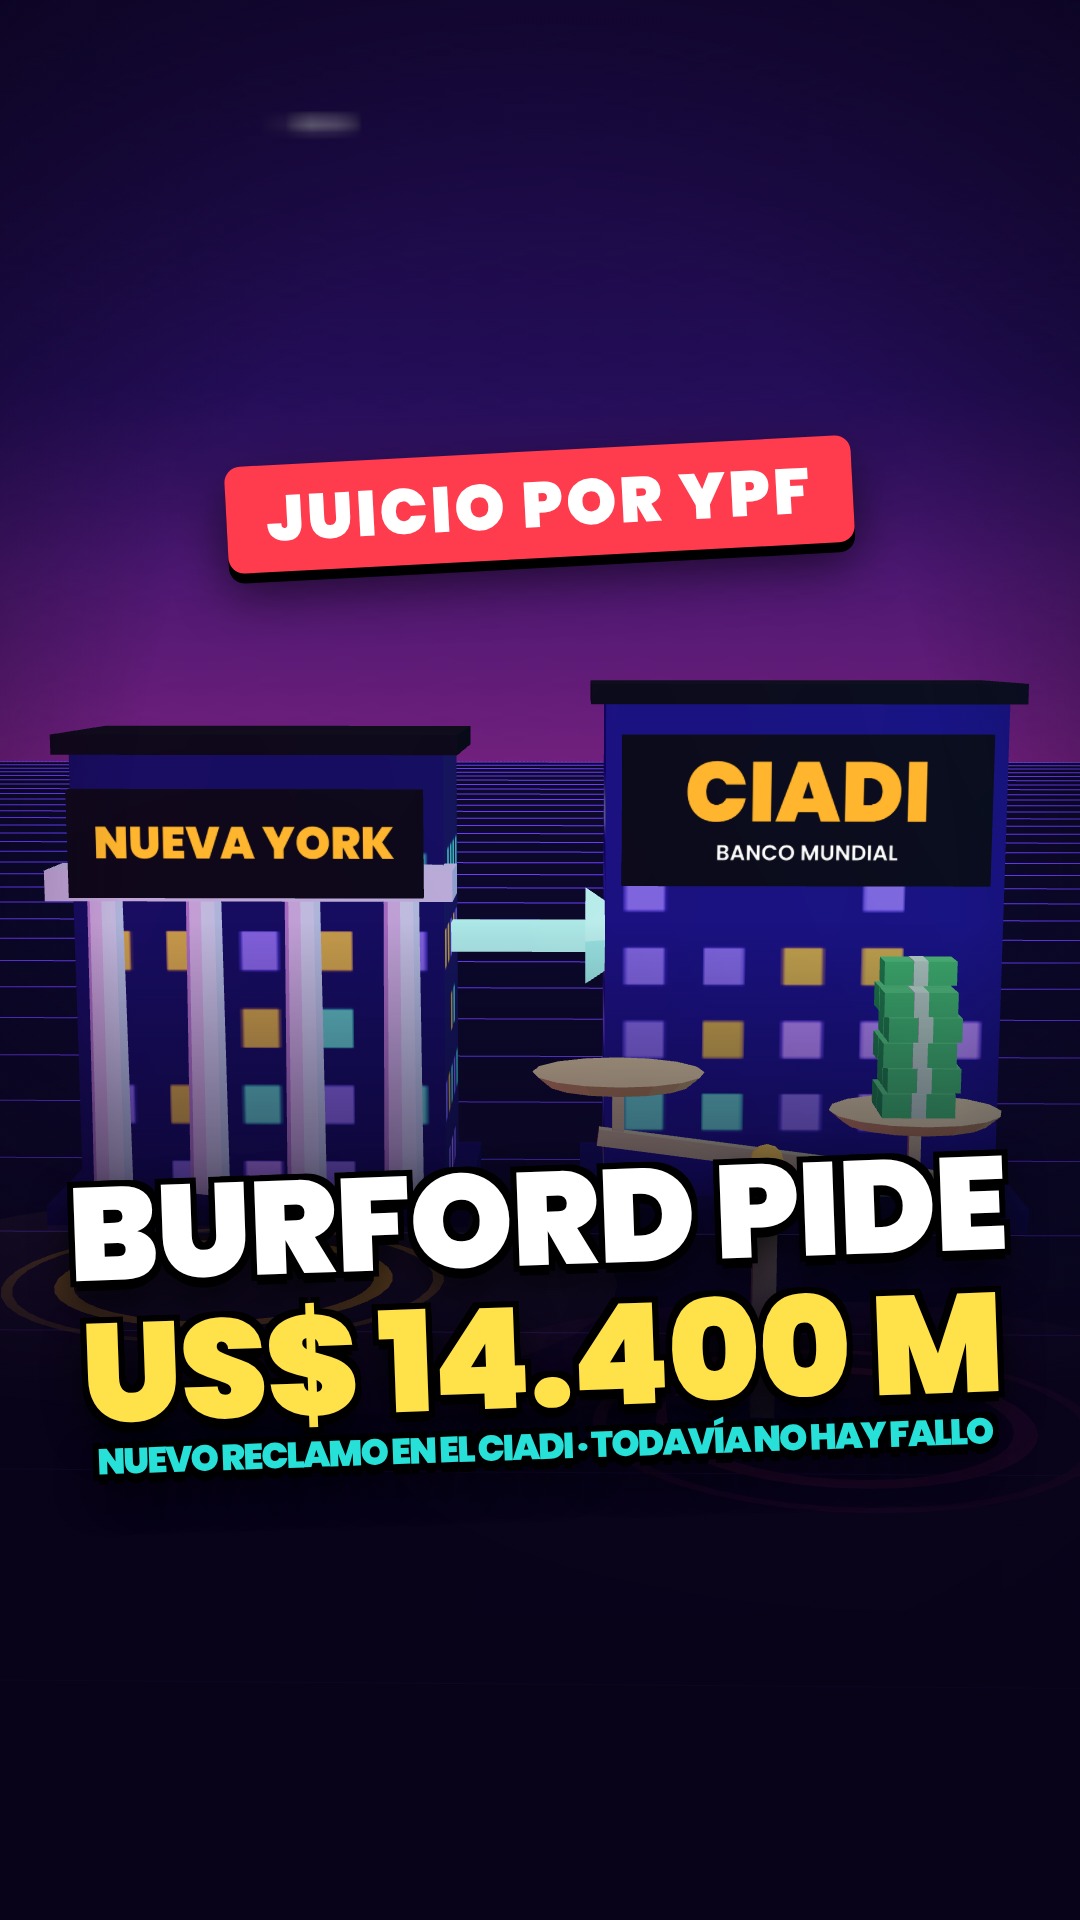 JUICIO POR YPF
NUEVA YORK
CIADI
BANCO MUNDIAL
BURFORD PIDE
US$ 14.400 M
NUEVO RECLAMO EN EL CIADI · TODAVÍA NO HAY FALLO